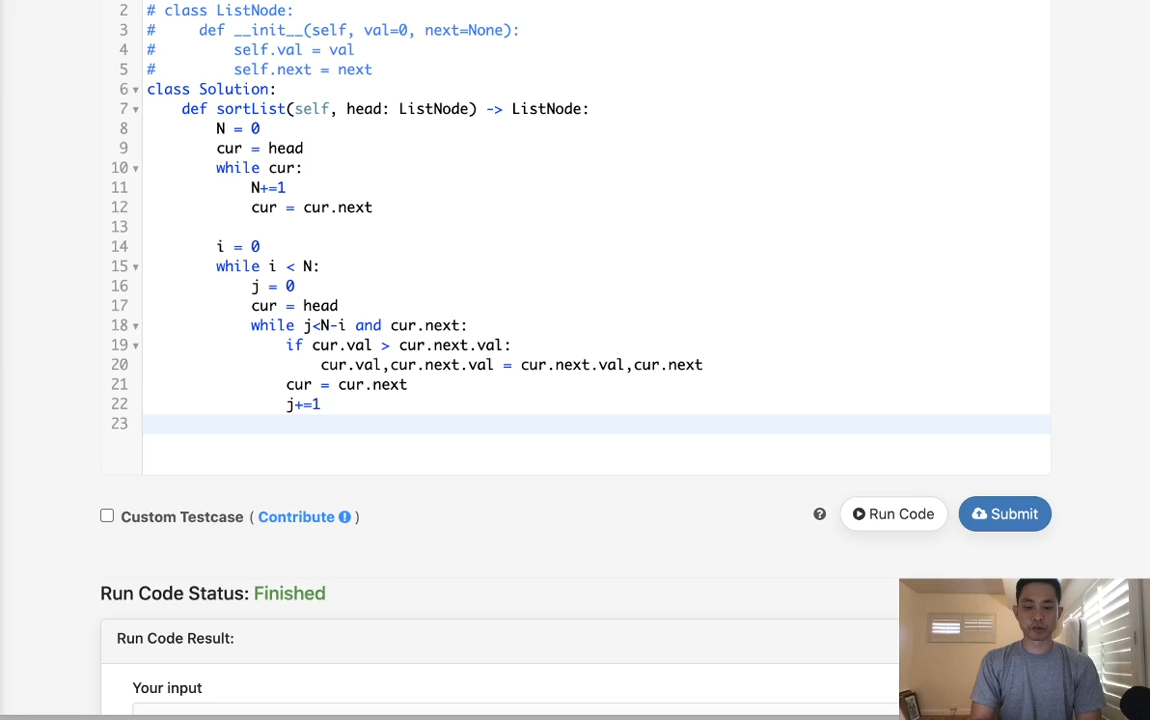 2 # class ListNode:
3 #     def __init__(self, val=0, next=None):
4 #         self.val = val
5 #         self.next = next
6 class Solution:
7     def sortList(self, head: ListNode) -> ListNode:
8         N = 0
9         cur = head
10         while cur:
11             N+=1
12             cur = cur.next
13
14         i = 0
15         while i < N:
16             j = 0
17             cur = head
18             while j<N-i and cur.next:
19                 if cur.val > cur.next.val:
20                     cur.val,cur.next.val = cur.next.val,cur.next
21                 cur = cur.next
22                 j+=1
23
Custom Testcase ( Contribute )
? Run Code Submit
Run Code Status: Finished
Run Code Result:
Your input